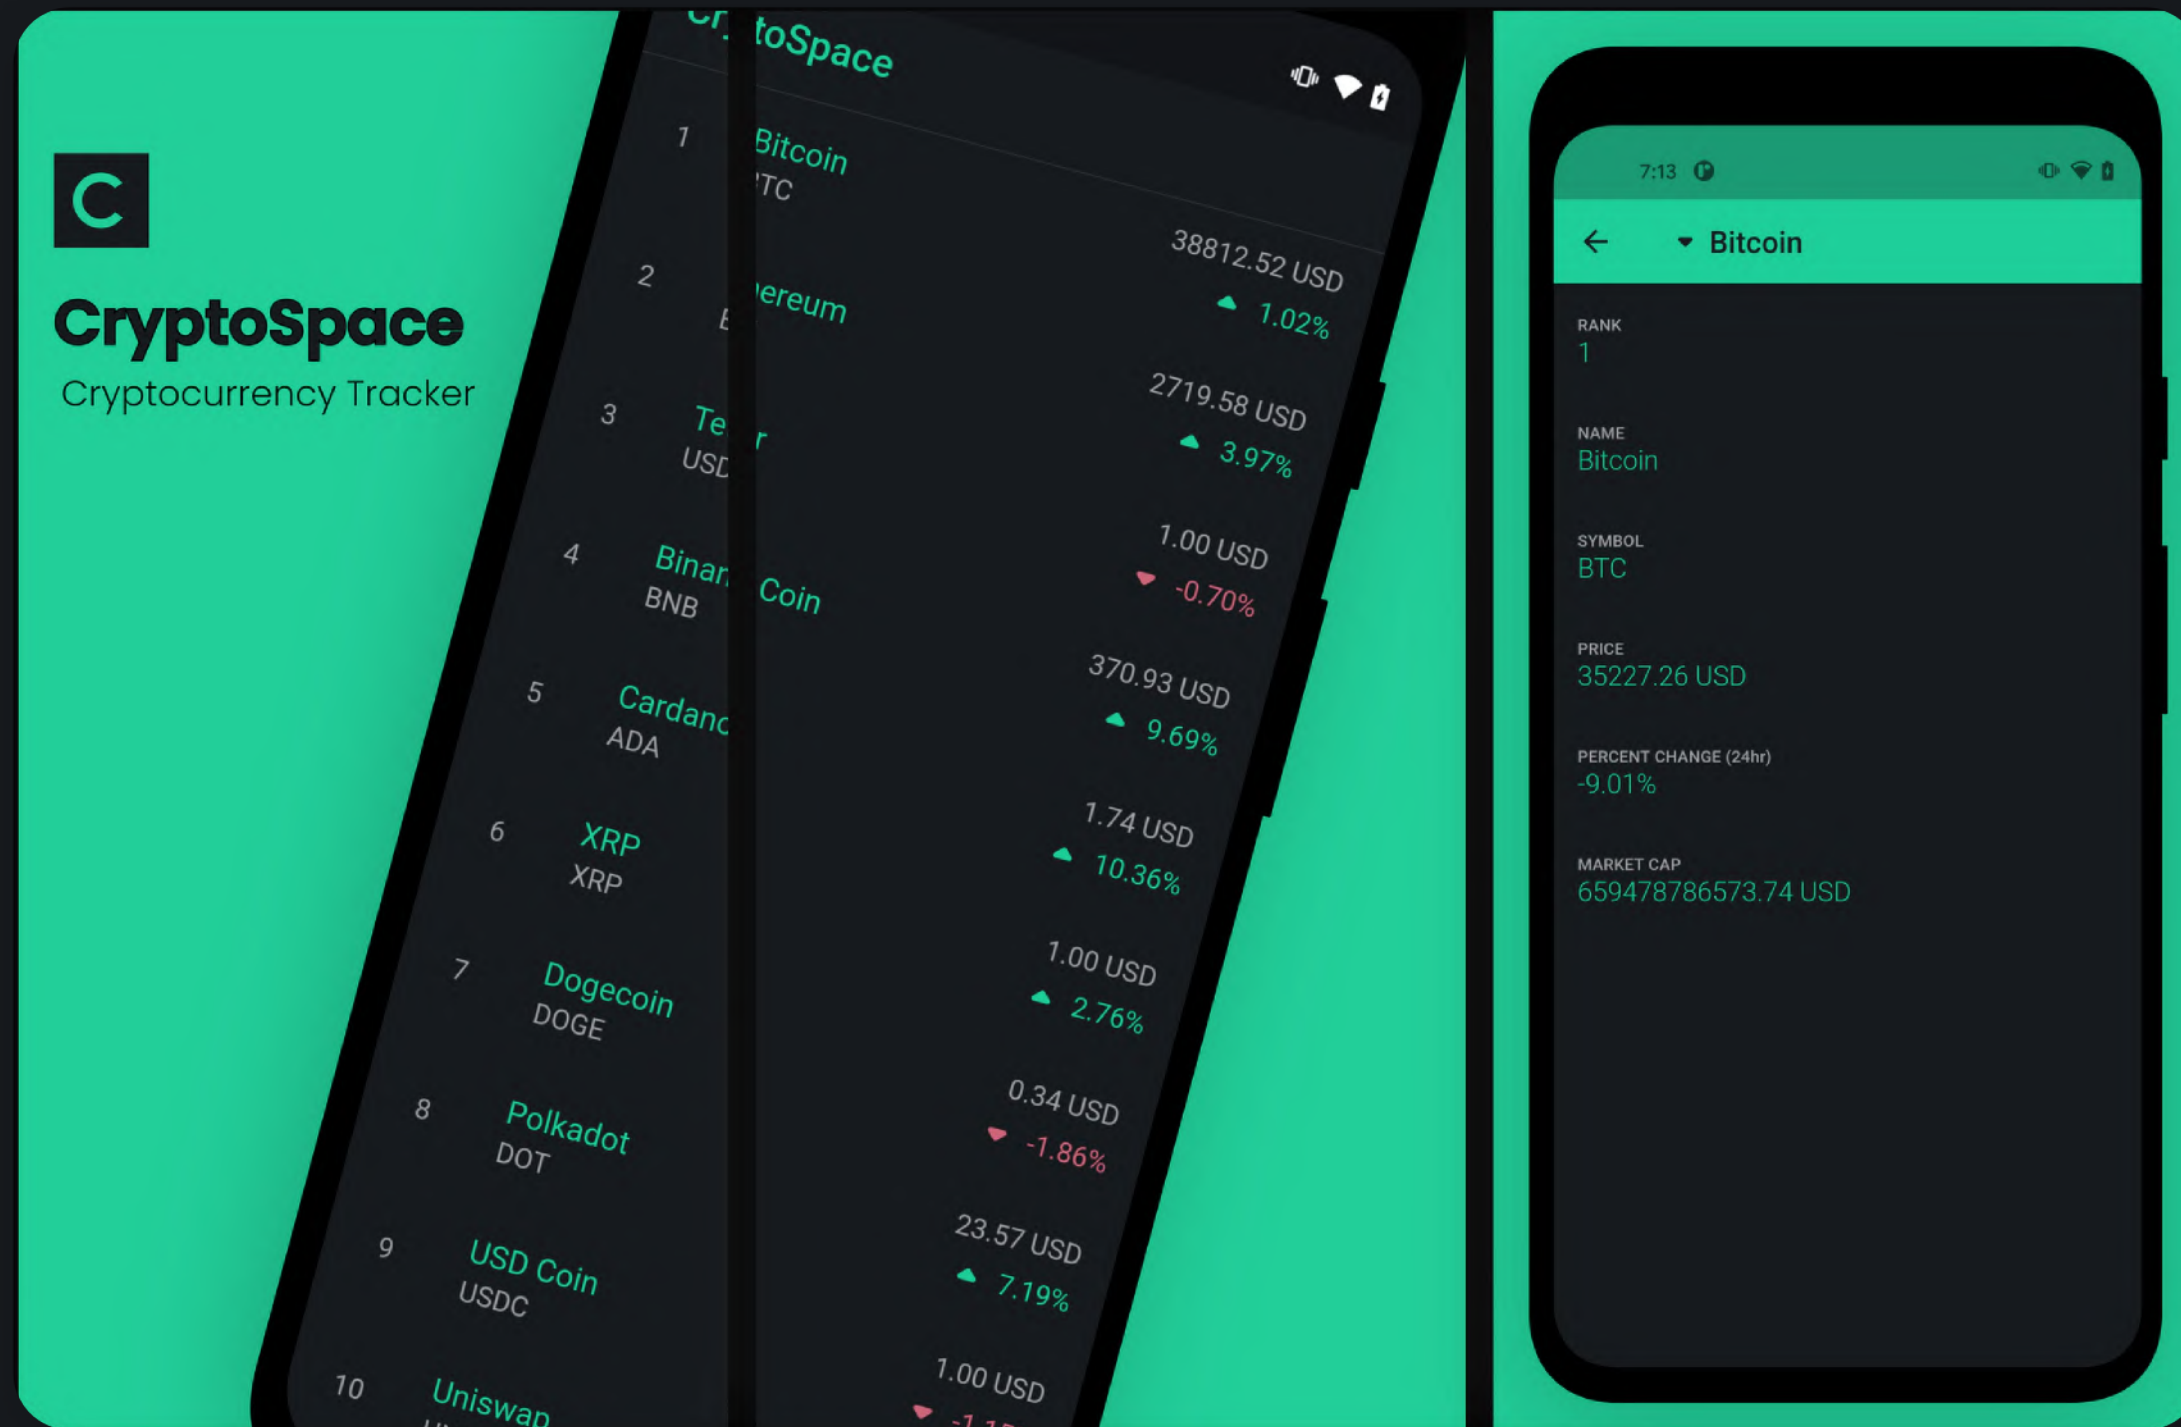 C
CryptoSpace
Cryptocurrency Tracker
toSpace
1 Bitcoin 38812.52 USD
TC 1.02%
2 ereum 2719.58 USD
3.97%
3 Te r 1.00 USD
USD -0.70%
4 Binan Coin 370.93 USD
BNB 9.69%
5 Cardano 1.74 USD
ADA 10.36%
6 XRP 1.00 USD
XRP 2.76%
7 Dogecoin 0.34 USD
DOGE -1.86%
8 Polkadot 23.57 USD
DOT 7.19%
9 USD Coin 1.00 USD
USDC
10 Uniswap
7:13
Bitcoin
RANK
1
NAME
Bitcoin
SYMBOL
BTC
PRICE
35227.26 USD
PERCENT CHANGE (24hr)
-9.01%
MARKET CAP
659478786573.74 USD